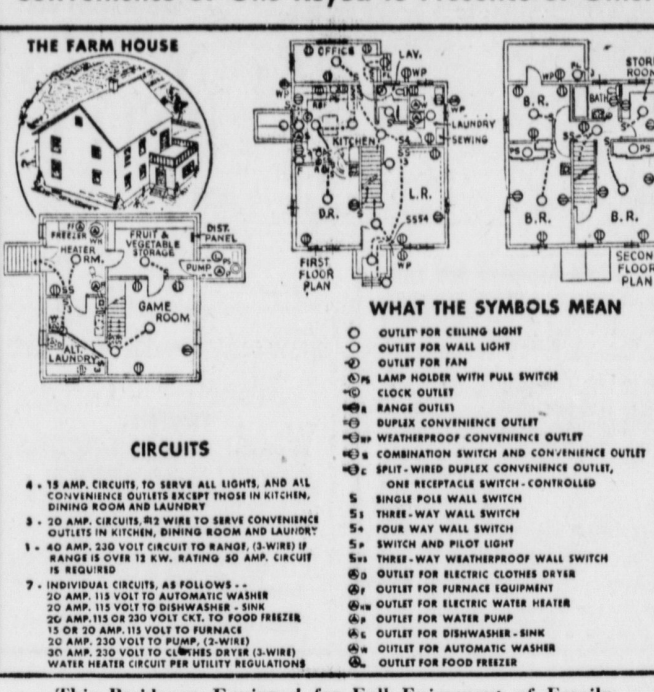 THE FARM HOUSE
OFFICE
LAV.
WP
KITCHEN
LAUNDRY
SEWING
D.R.
L.R.
FIRST
FLOOR
PLAN
B.R.
BATH
B.R.
B.R.
SECON
FLOOR
PLAN
FREEZER
HEATER
RM.
FRUIT &
VEGETABLE
STORAGE
DIST.
PANEL
PUMP
GAME
ROOM
ALT.
LAUNDRY
WHAT THE SYMBOLS MEAN
OUTLET FOR CEILING LIGHT
OUTLET FOR WALL LIGHT
OUTLET FOR FAN
PS LAMP HOLDER WITH PULL SWITCH
CLOCK OUTLET
R RANGE OUTLET
DUPLEX CONVENIENCE OUTLET
WP WEATHERPROOF CONVENIENCE OUTLET
S COMBINATION SWITCH AND CONVENIENCE OUTLET
SPLIT-WIRED DUPLEX CONVENIENCE OUTLET,
ONE RECEPTACLE SWITCH-CONTROLLED
S SINGLE POLE WALL SWITCH
S3 THREE-WAY WALL SWITCH
S4 FOUR WAY WALL SWITCH
SP SWITCH AND PILOT LIGHT
THREE-WAY WEATHERPROOF WALL SWITCH
D OUTLET FOR ELECTRIC CLOTHES DRYER
F OUTLET FOR FURNACE EQUIPMENT
OUTLET FOR ELECTRIC WATER HEATER
P OUTLET FOR WATER PUMP
OUTLET FOR DISHWASHER-SINK
W OUTLET FOR AUTOMATIC WASHER
OUTLET FOR FOOD FREEZER
CIRCUITS
4 - 15 AMP. CIRCUITS, TO SERVE ALL LIGHTS, AND ALL
CONVENIENCE OUTLETS EXCEPT THOSE IN KITCHEN,
DINING ROOM AND LAUNDRY
3 - 20 AMP. CIRCUITS, #12 WIRE TO SERVE CONVENIENCE
OUTLETS IN KITCHEN, DINING ROOM AND LAUNDRY
1 - 40 AMP. 230 VOLT CIRCUIT TO RANGE, (3-WIRE) IF
RANGE IS OVER 12 KW. RATING 50 AMP. CIRCUIT
IS REQUIRED
7 - INDIVIDUAL CIRCUITS, AS FOLLOWS --
20 AMP. 115 VOLT TO AUTOMATIC WASHER
20 AMP. 115 VOLT TO DISHWASHER - SINK
20 AMP. 115 OR 230 VOLT CKT. TO FOOD FREEZER
15 OR 20 AMP. 115 VOLT TO FURNACE
20 AMP. 230 VOLT TO PUMP, (2-WIRE)
30 AMP. 230 VOLT TO CLOTHES DRYER (3-WIRE)
WATER HEATER CIRCUIT PER UTILITY REGULATIONS